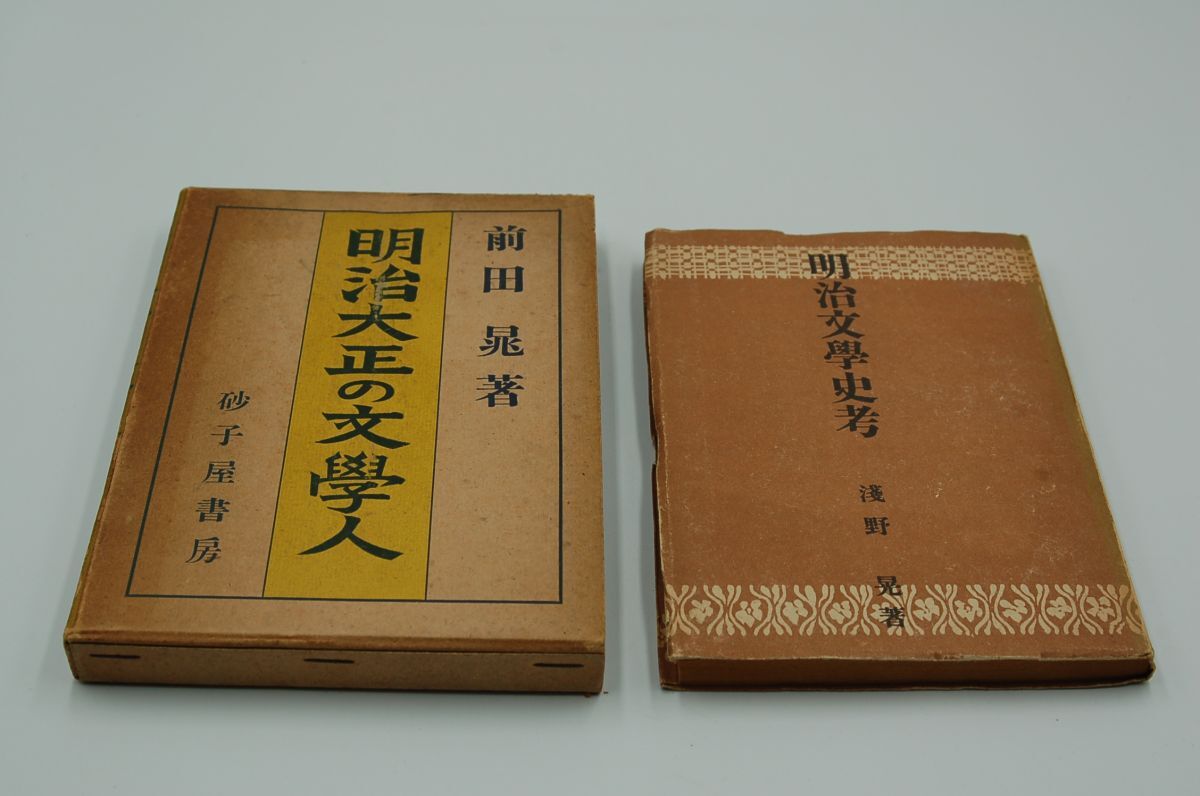 前田晁著
明治大正の文學人
砂子屋書房
明治文學史考
淺野晃著